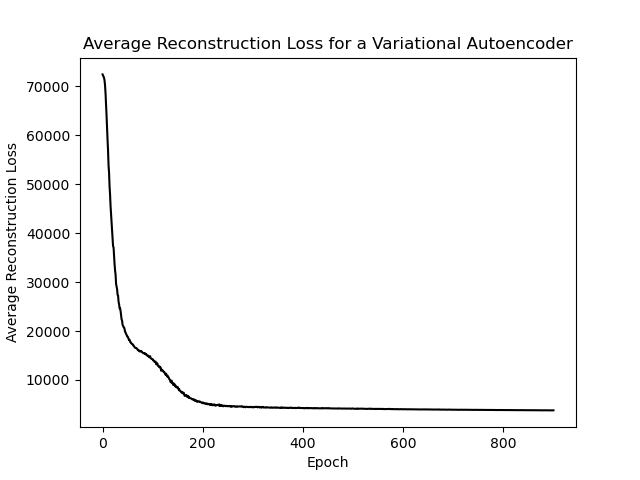 Average Reconstruction Loss for a Variational Autoencoder
Average Reconstruction Loss
70000
60000
50000
40000
30000
20000
10000
0 200 400 600 800
Epoch